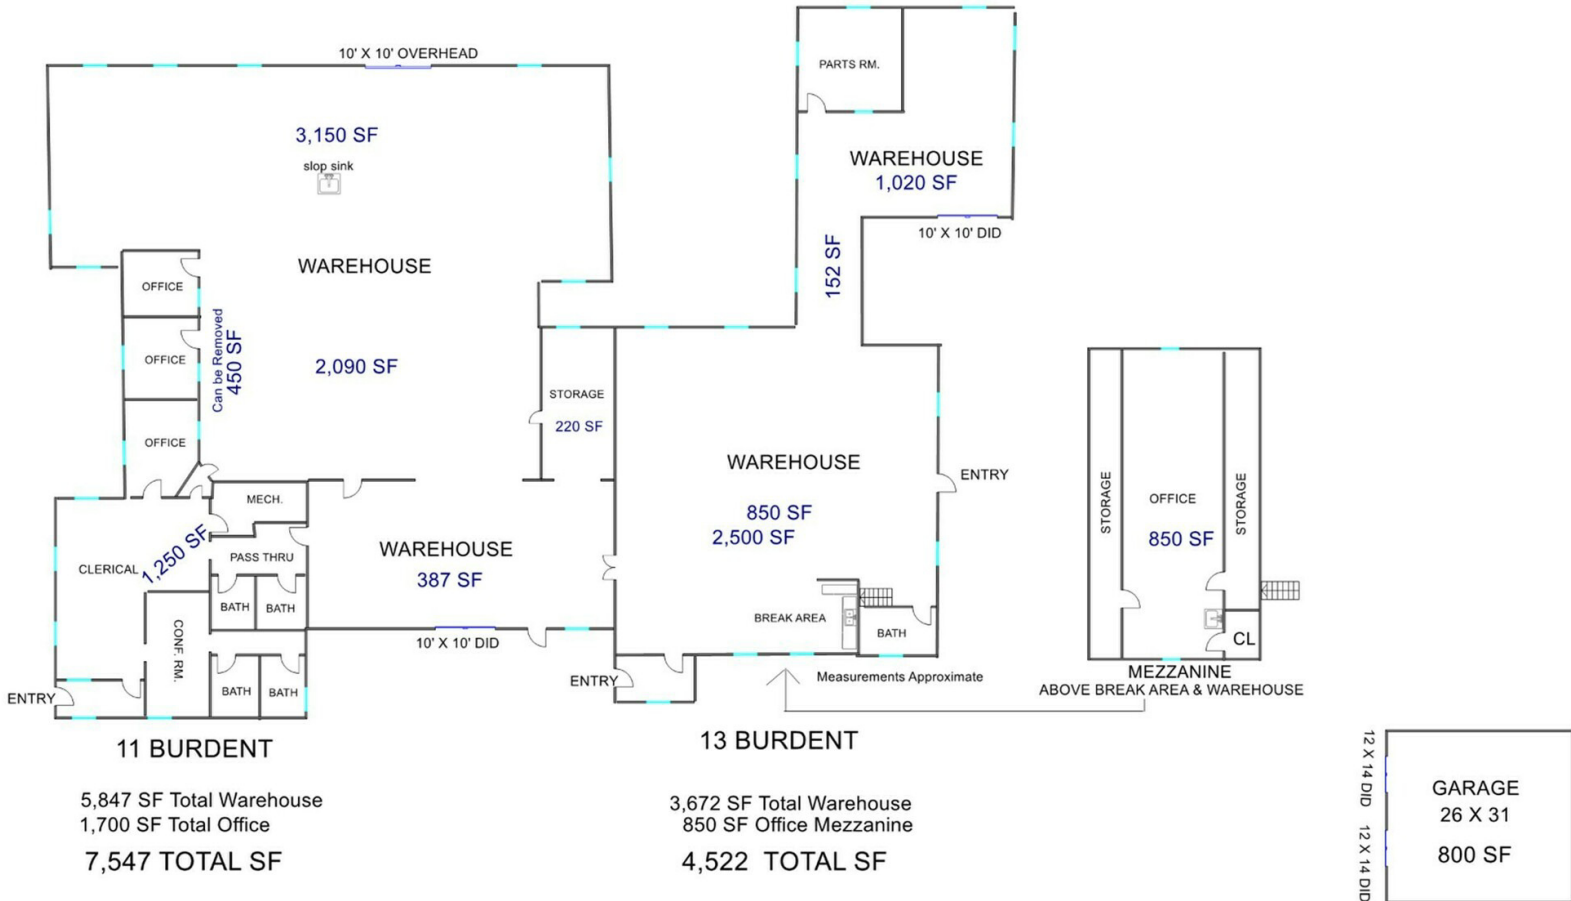 10' X 10' OVERHEAD
3,150 SF
slop sink
WAREHOUSE
OFFICE
OFFICE
OFFICE
Can be Removed
450 SF
2,090 SF
STORAGE
220 SF
MECH.
CLERICAL
1,250 SF
PASS THRU
BATH
BATH
CONF. RM.
BATH
BATH
ENTRY
WAREHOUSE
387 SF
10' X 10' DID
11 BURDENT
5,847 SF Total Warehouse
1,700 SF Total Office
7,547 TOTAL SF
PARTS RM.
WAREHOUSE
1,020 SF
10' X 10' DID
152 SF
WAREHOUSE
850 SF
2,500 SF
ENTRY
BREAK AREA
BATH
ENTRY
Measurements Approximate
13 BURDENT
3,672 SF Total Warehouse
850 SF Office Mezzanine
4,522 TOTAL SF
STORAGE
OFFICE
850 SF
STORAGE
CL
MEZZANINE
ABOVE BREAK AREA & WAREHOUSE
12 X 14 DID
12 X 14 DID
GARAGE
26 X 31
800 SF